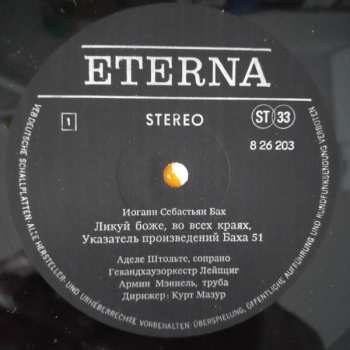 ETERNA
1
STEREO
ST 33
8 26 203
Иоганн Себастьян Бах
Ликуй боже, во всех краях,
Указатель произведений Баха 51
Аделе Штольте, сопрано
Гевандхаузоркестр Лейпциг
Армин Мэннель, труба
Дирижер: Курт Мазур
VEB DEUTSCHE SCHALLPLATTEN · ALLE HERSTELLER- UND URHEBERRECHTE VORBEHALTEN · ÜBERSPIELUNG, ÖFFENTLICHE AUFFÜHRUNG UND RUNDFUNKSENDUNG VERBOTEN